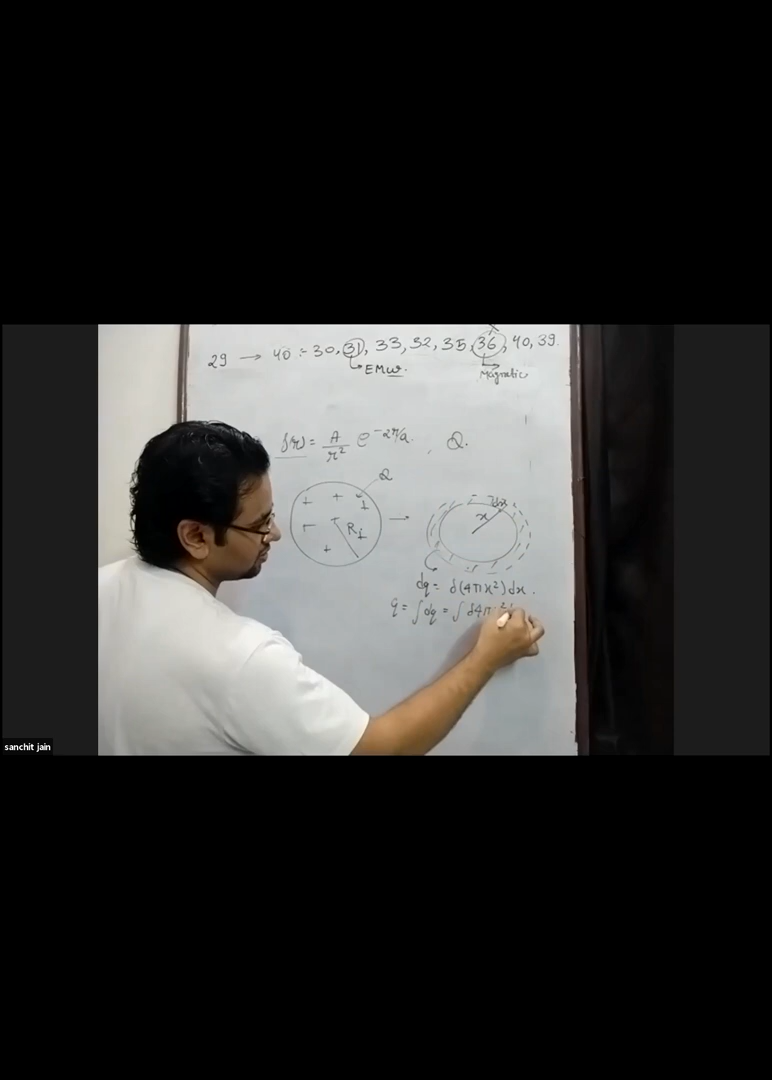 29 → 40 :- 30, 31, 33, 32, 35, 36, 40, 39.
EMW.
Magnetic
f(r) = A/r² e^-2r/a , Q.
Q
+ +
+
R
+
+
dx
x
dq = δ(4πx²)dx.
q = ∫dq = ∫δ4π
sanchit jain